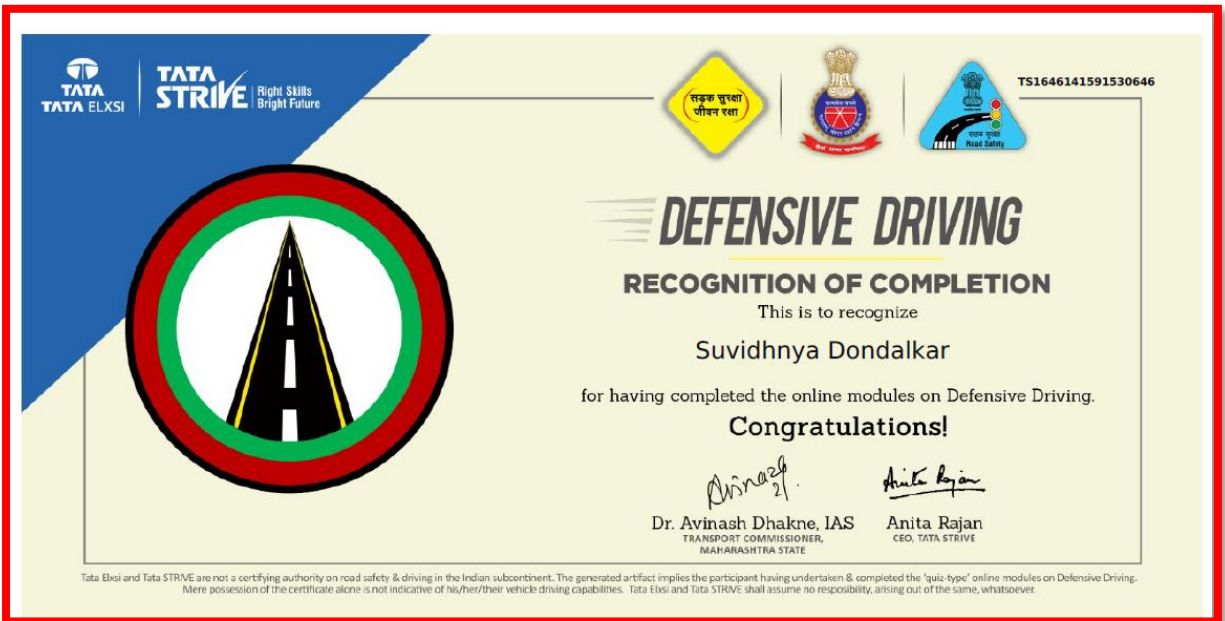 TATA
TATA ELXSI
TATA
STRIVE
Right Skills
Bright Future
सड़क सुरक्षा
जीवन रक्षा
सड़क सुरक्षा
Road Safety
TS1646141591530646
DEFENSIVE DRIVING
RECOGNITION OF COMPLETION
This is to recognize
Suvidhnya Dondalkar
for having completed the online modules on Defensive Driving.
Congratulations!
Dr. Avinash Dhakne, IAS
TRANSPORT COMMISSIONER,
MAHARASHTRA STATE
Anita Rajan
Anita Rajan
CEO, TATA STRIVE
Tata Elxsi and Tata STRIVE are not a certifying authority on road safety & driving in the Indian subcontinent. The generated artifact implies the participant having undertaken & completed the 'quiz-type' online modules on Defensive Driving.
Mere possession of the certificate alone is not indicative of his/her/their vehicle driving capabilities. Tata Elxsi and Tata STRIVE shall assume no resposibility, arising out of the same, whatsoever.